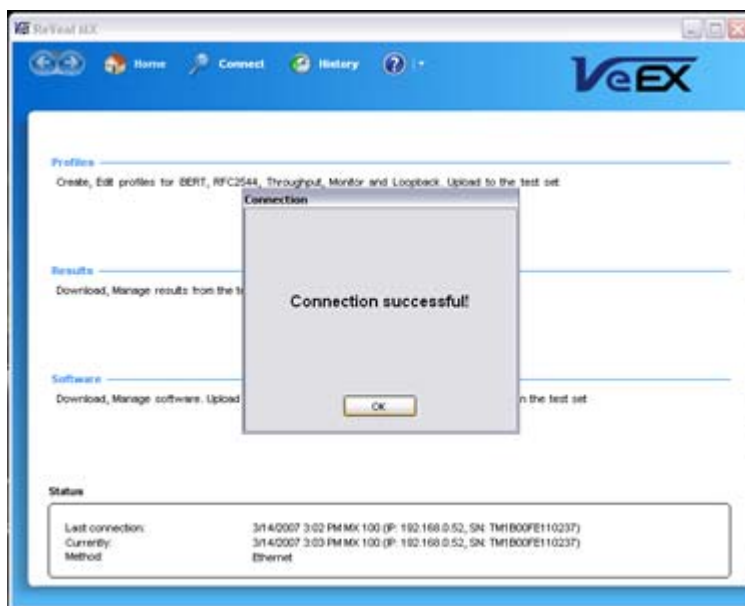 ReVeal MX
Home Connect History ?
VeEX
Profiles
Create, Edit profiles for BERT, RFC2544, Throughput, Monitor and Loopback. Upload to the test set
Connection
Results
Download, Manage results from the te
Connection successful!
Software
Download, Manage software. Upload
n the test set
OK
Status
Last connection: 3/14/2007 3:02 PM MX 100 (IP: 192.168.0.52, SN: TM1B00FE110237)
Currently: 3/14/2007 3:03 PM MX 100 (IP: 192.168.0.52, SN: TM1B00FE110237)
Method: Ethernet